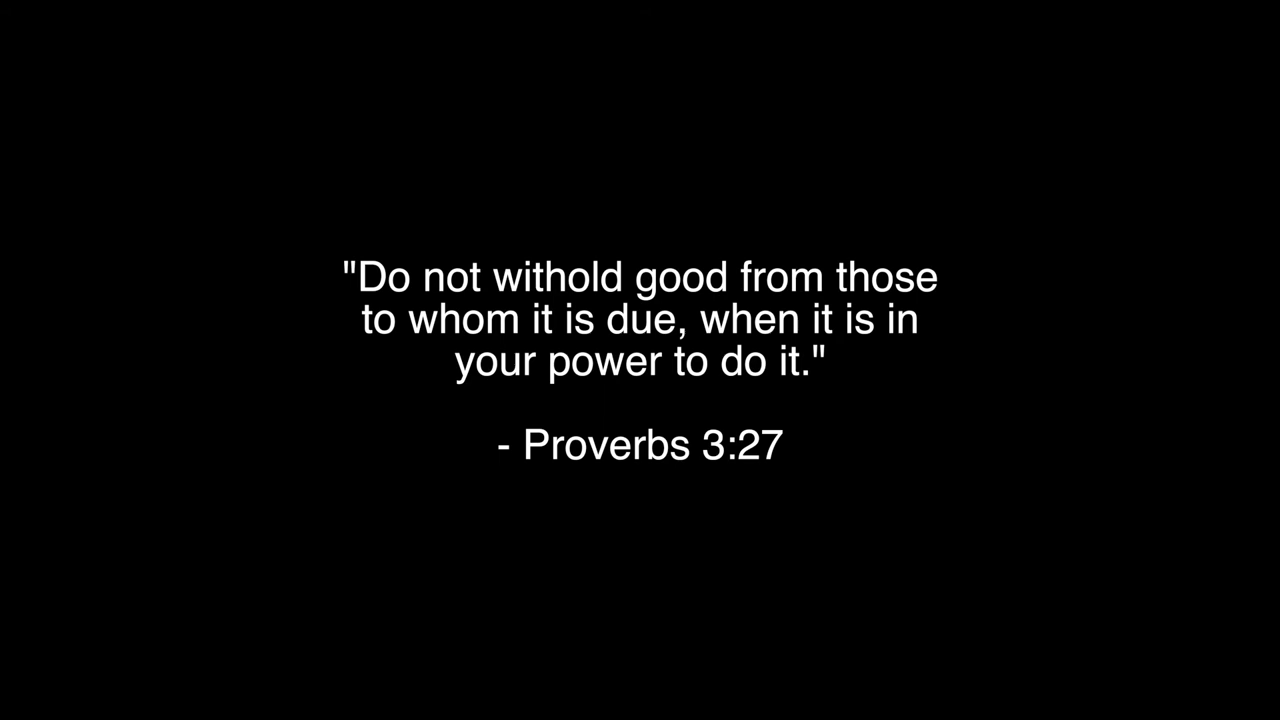 "Do not withold good from those
to whom it is due, when it is in
your power to do it."
- Proverbs 3:27